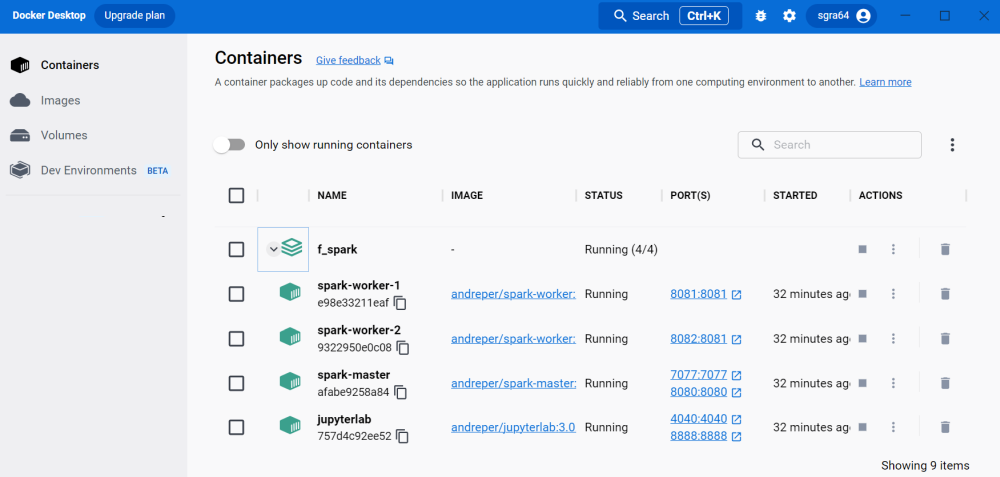 Docker Desktop Upgrade plan Search Ctrl+K sgra64
Containers
Images
Volumes
Dev Environments BETA
Containers Give feedback
A container packages up code and its dependencies so the application runs quickly and reliably from one computing environment to another. Learn more
Only show running containers
Search
NAME IMAGE STATUS PORT(S) STARTED ACTIONS
f_spark - Running (4/4)
spark-worker-1
e98e33211eaf andreper/spark-worker: Running 8081:8081 32 minutes ag
spark-worker-2
9322950e0c08 andreper/spark-worker: Running 8082:8081 32 minutes ag
spark-master
afabe9258a84 andreper/spark-master: Running 7077:7077 32 minutes ag
8080:8080
jupyterlab
757d4c92ee52 andreper/jupyterlab:3.0 Running 4040:4040 32 minutes ag
8888:8888
Showing 9 items